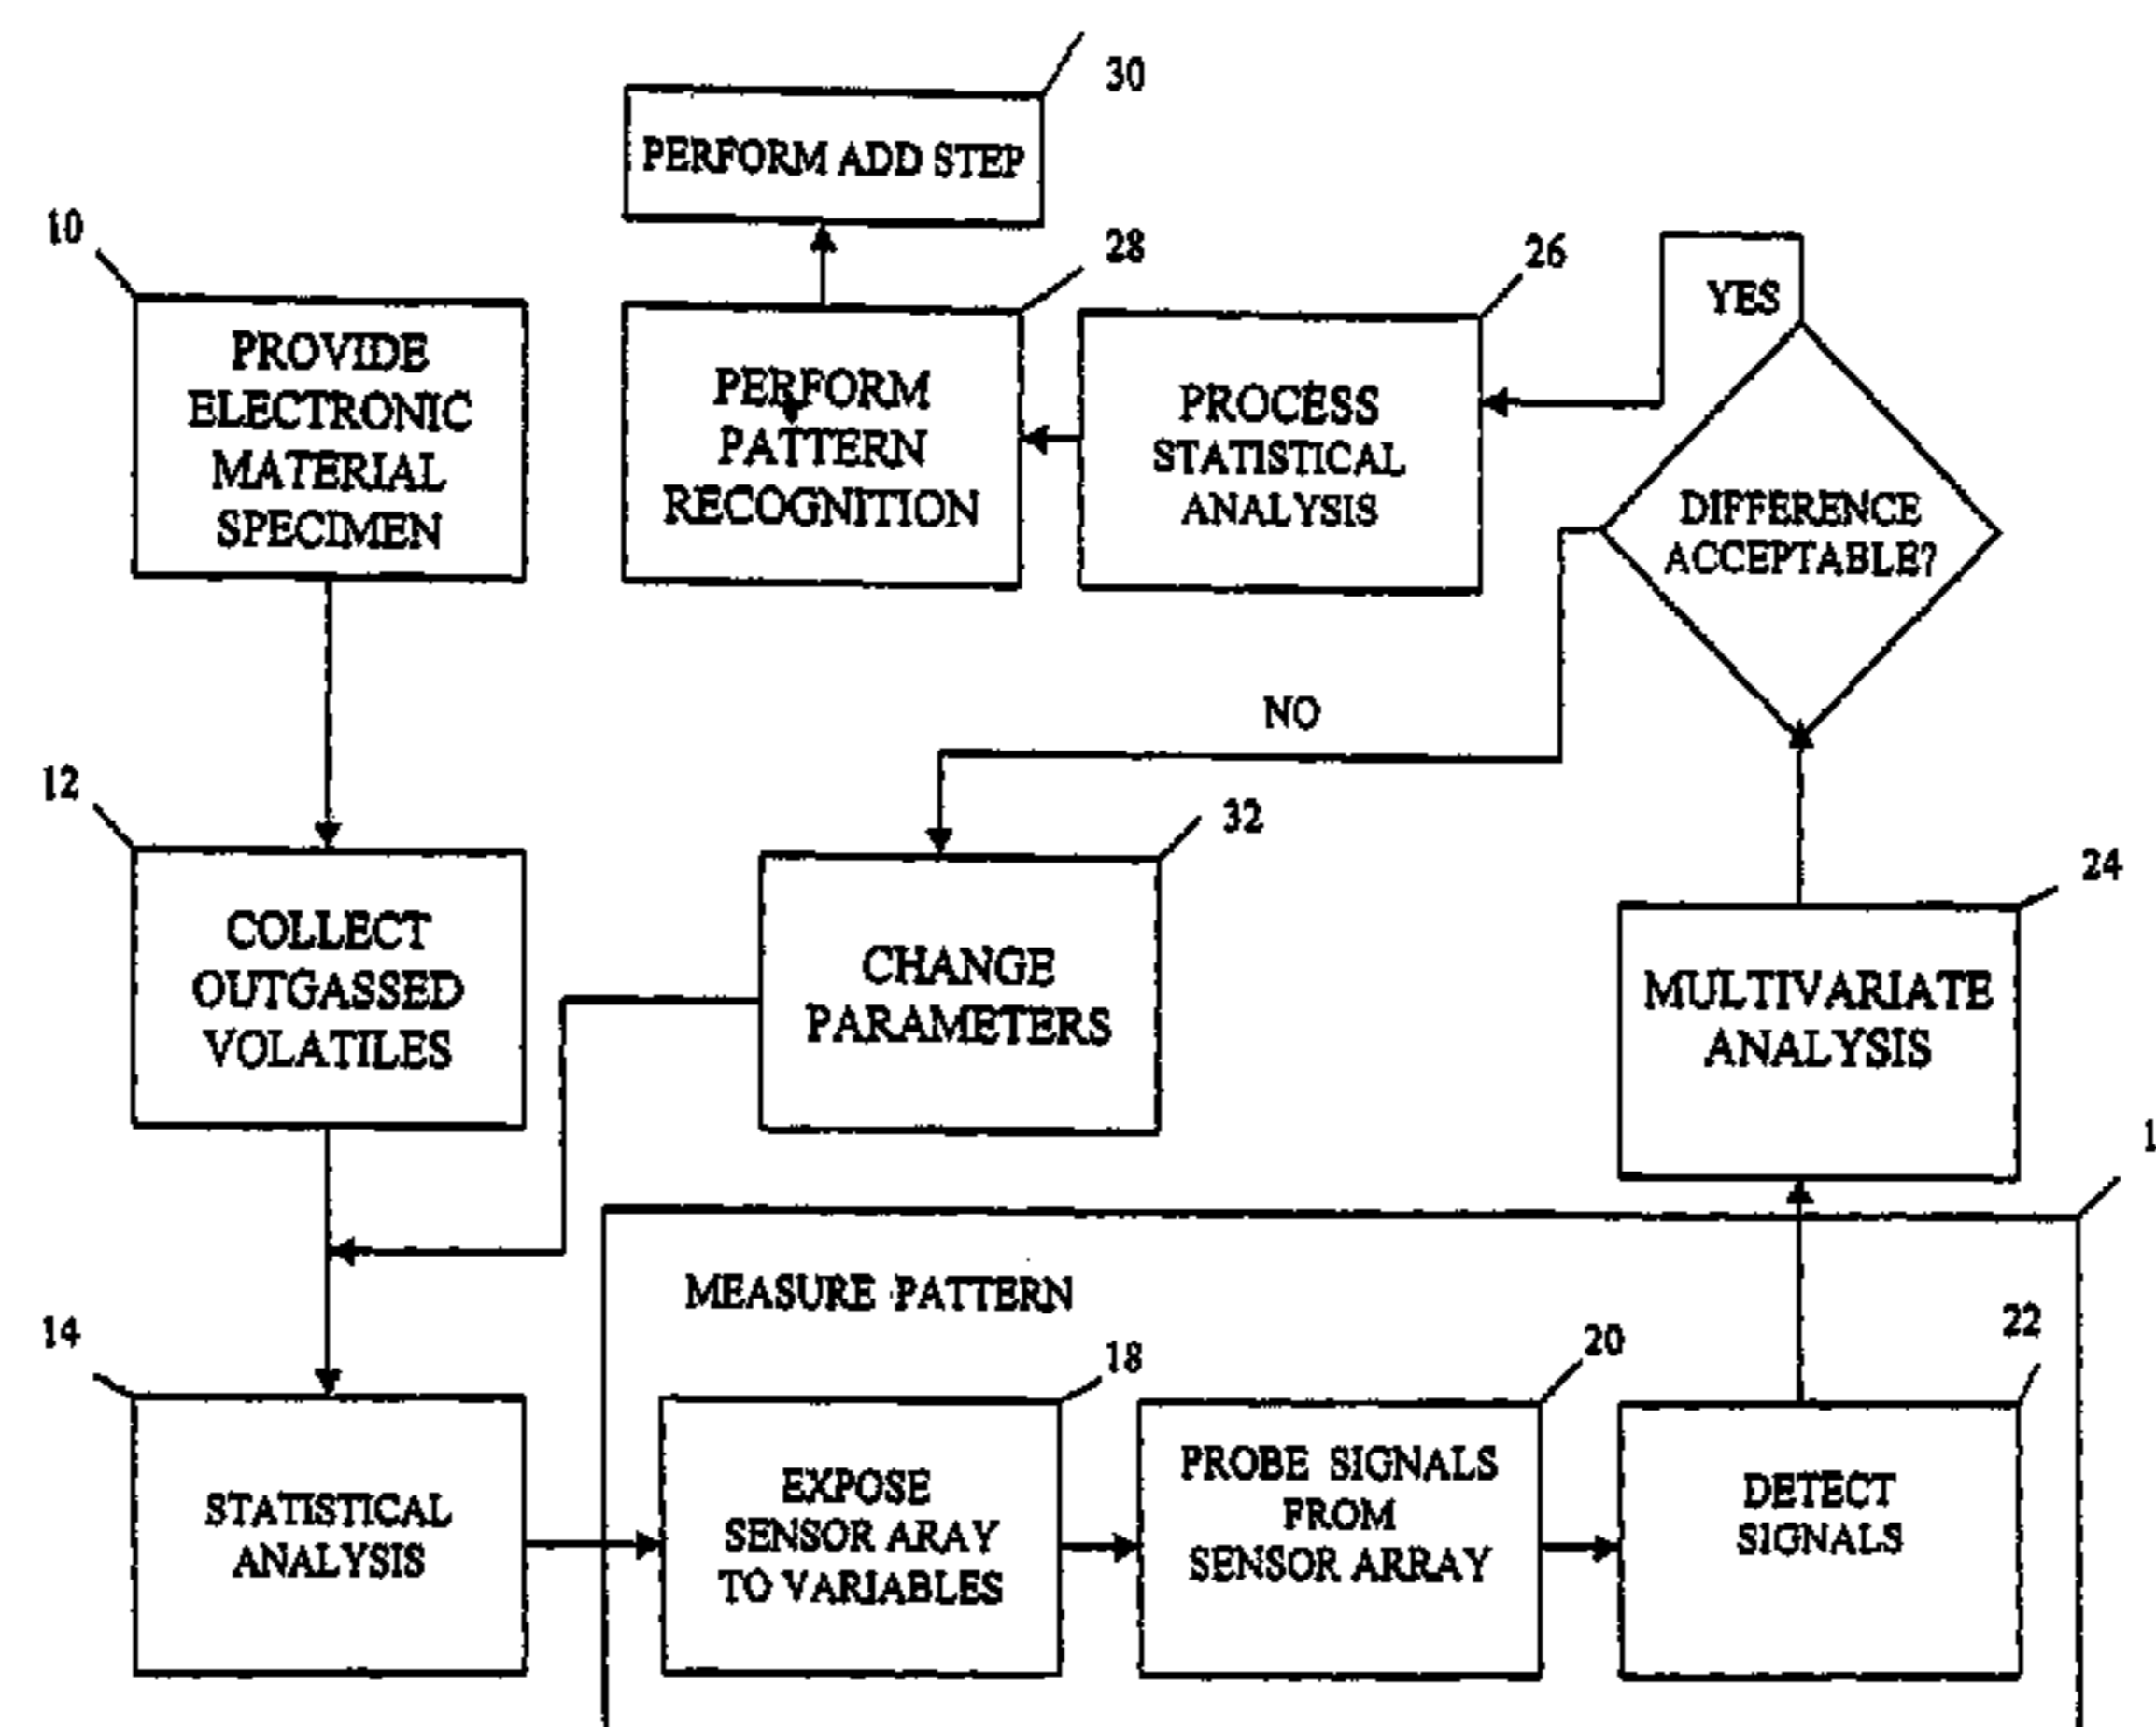 30
PERFORM ADD STEP
10
PROVIDE
ELECTRONIC
MATERIAL
SPECIMEN
28
PERFORM
PATTERN
RECOGNITION
26
PROCESS
STATISTICAL
ANALYSIS
YES
DIFFERENCE
ACCEPTABLE?
NO
12
COLLECT
OUTGASSED
VOLATILES
32
CHANGE
PARAMETERS
24
MULTIVARIATE
ANALYSIS
1
MEASURE PATTERN
14
STATISTICAL
ANALYSIS
18
EXPOSE
SENSOR ARAY
TO VARIABLES
20
PROBE SIGNALS
FROM
SENSOR ARRAY
22
DETECT
SIGNALS